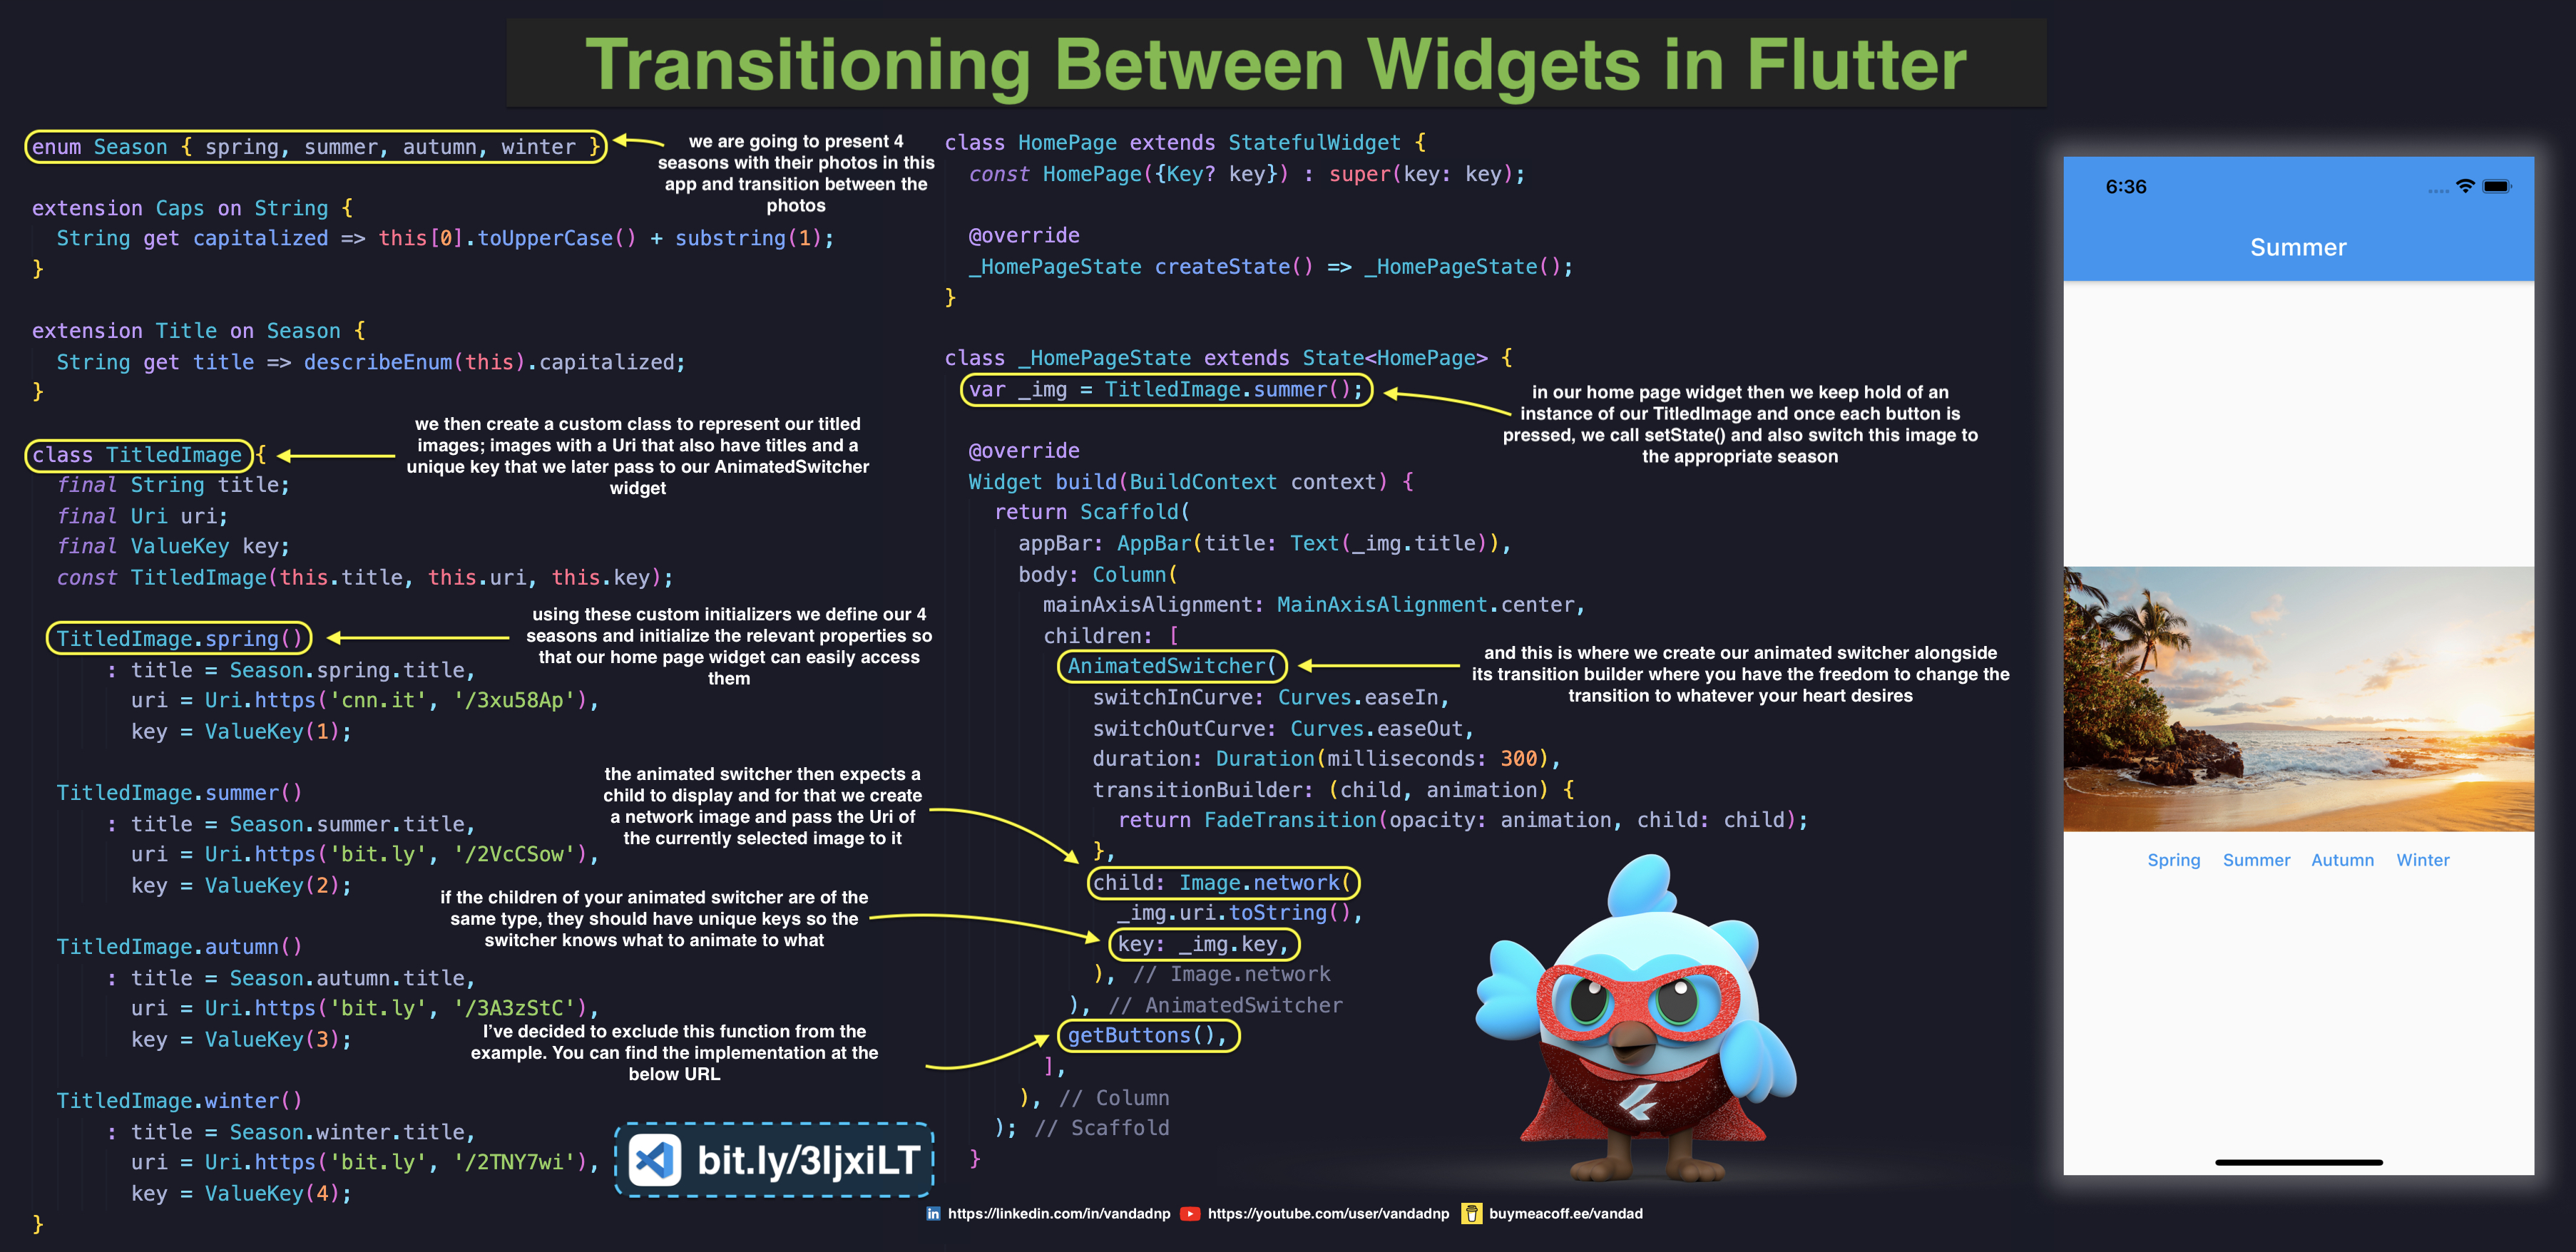 Transitioning Between Widgets in Flutter
enum Season { spring, summer, autumn, winter }
we are going to present 4
seasons with their photos in this
app and transition between the
photos
extension Caps on String {
  String get capitalized => this[0].toUpperCase() + substring(1);
}
extension Title on Season {
  String get title => describeEnum(this).capitalized;
}
we then create a custom class to represent our titled
images; images with a Uri that also have titles and a
unique key that we later pass to our AnimatedSwitcher
widget
class TitledImage {
  final String title;
  final Uri uri;
  final ValueKey key;
  const TitledImage(this.title, this.uri, this.key);
using these custom initializers we define our 4
seasons and initialize the relevant properties so
that our home page widget can easily access
them
  TitledImage.spring()
      : title = Season.spring.title,
        uri = Uri.https('cnn.it', '/3xu58Ap'),
        key = ValueKey(1);
  TitledImage.summer()
      : title = Season.summer.title,
        uri = Uri.https('bit.ly', '/2VcCSow'),
        key = ValueKey(2);
  TitledImage.autumn()
      : title = Season.autumn.title,
        uri = Uri.https('bit.ly', '/3A3zStC'),
        key = ValueKey(3);
  TitledImage.winter()
      : title = Season.winter.title,
        uri = Uri.https('bit.ly', '/2TNY7wi'),
        key = ValueKey(4);
}
the animated switcher then expects a
child to display and for that we create
a network image and pass the Uri of
the currently selected image to it
if the children of your animated switcher are of the
same type, they should have unique keys so the
switcher knows what to animate to what
I've decided to exclude this function from the
example. You can find the implementation at the
below URL
bit.ly/3ljxiLT
class HomePage extends StatefulWidget {
  const HomePage({Key? key}) : super(key: key);
  @override
  _HomePageState createState() => _HomePageState();
}
class _HomePageState extends State<HomePage> {
  var _img = TitledImage.summer();
in our home page widget then we keep hold of an
instance of our TitledImage and once each button is
pressed, we call setState() and also switch this image to
the appropriate season
  @override
  Widget build(BuildContext context) {
    return Scaffold(
      appBar: AppBar(title: Text(_img.title)),
      body: Column(
        mainAxisAlignment: MainAxisAlignment.center,
        children: [
          AnimatedSwitcher(
and this is where we create our animated switcher alongside
its transition builder where you have the freedom to change the
transition to whatever your heart desires
            switchInCurve: Curves.easeIn,
            switchOutCurve: Curves.easeOut,
            duration: Duration(milliseconds: 300),
            transitionBuilder: (child, animation) {
              return FadeTransition(opacity: animation, child: child);
            },
            child: Image.network(
              _img.uri.toString(),
              key: _img.key,
            ), // Image.network
          ), // AnimatedSwitcher
          getButtons(),
        ],
      ), // Column
    ); // Scaffold
  }
https://linkedin.com/in/vandadnp https://youtube.com/user/vandadnp buymeacoff.ee/vandad
6:36
Summer
Spring Summer Autumn Winter